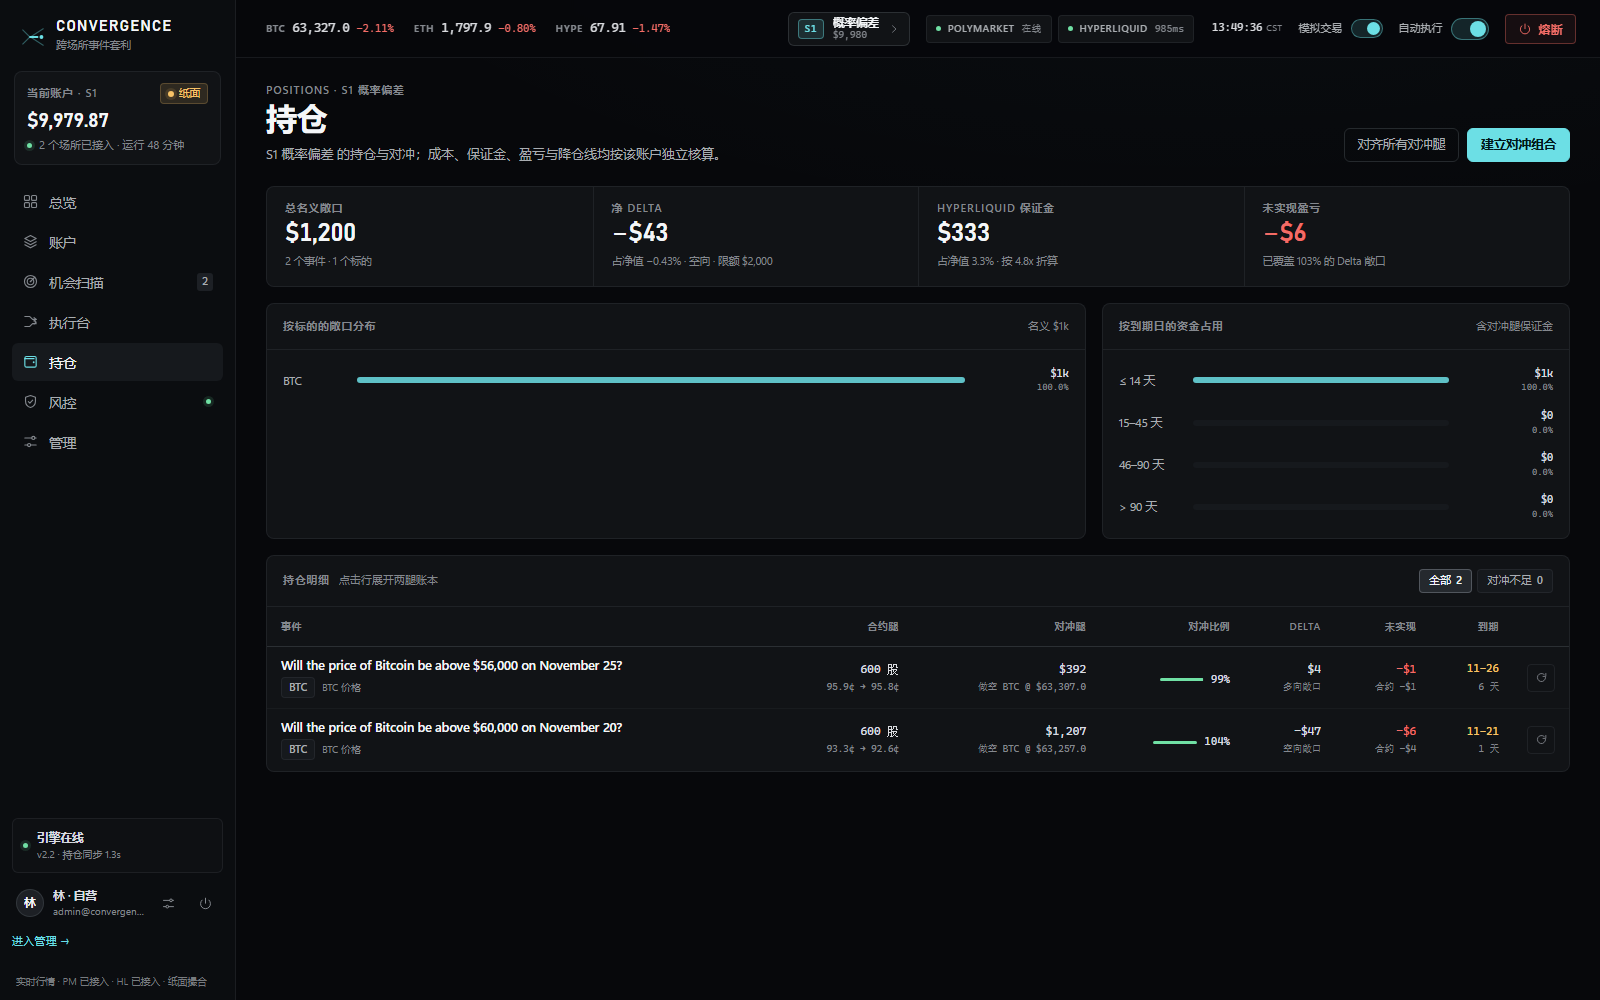 CONVERGENCE
跨场所事件套利
BTC 63,327.0 −2.11% ETH 1,797.9 −0.80% HYPE 67.91 −1.47%
S1 概率偏差 $9,980
POLYMARKET 在线
HYPERLIQUID 985ms
13:49:36 CST
模拟交易
自动执行
熔断
当前账户 · S1
纸面
$9,979.87
2 个场所已接入 · 运行 48 分钟
总览
账户
机会扫描 2
执行台
持仓
风控
管理
引擎在线
v2.2 · 持仓同步 1.3s
林
林 · 自营
admin@convergen...
进入管理 →
实时行情 · PM 已接入 · HL 已接入 · 纸面撮合
POSITIONS · S1 概率偏差
持仓
S1 概率偏差 的持仓与对冲；成本、保证金、盈亏与降仓线均按该账户独立核算。
对齐所有对冲腿
建立对冲组合
总名义敞口
$1,200
2 个事件 · 1 个标的
净 DELTA
−$43
占净值 −0.43% · 空向 · 限额 $2,000
HYPERLIQUID 保证金
$333
占净值 3.3% · 按 4.8x 折算
未实现盈亏
−$6
已覆盖 103% 的 Delta 敞口
按标的的敞口分布 名义 $1k
BTC $1k
100.0%
按到期日的资金占用 含对冲腿保证金
≤ 14 天 $1k
100.0%
15–45 天 $0
0.0%
46–90 天 $0
0.0%
> 90 天 $0
0.0%
持仓明细 点击行展开两腿账本
全部 2
对冲不足 0
事件 合约腿 对冲腿 对冲比例 DELTA 未实现 到期
Will the price of Bitcoin be above $56,000 on November 25? 600 股 $392 99% $4 −$1 11−26
BTC BTC 价格 95.9¢ → 95.8¢ 做空 BTC @ $63,307.0 多向敞口 合约 −$1 6 天
Will the price of Bitcoin be above $60,000 on November 20? 600 股 $1,207 104% −$47 −$6 11−21
BTC BTC 价格 93.3¢ → 92.6¢ 做空 BTC @ $63,257.0 空向敞口 合约 −$4 1 天